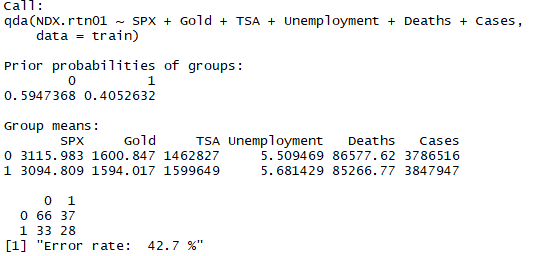 Call:
qda(NDX.rtn01 ~ SPX + Gold + TSA + Unemployment + Deaths + Cases,
    data = train)
Prior probabilities of groups:
        0         1
0.5947368 0.4052632
Group means:
       SPX     Gold     TSA Unemployment   Deaths   Cases
0 3115.983 1600.847 1462827     5.509469 86577.62 3786516
1 3094.809 1594.017 1599649     5.681429 85266.77 3847947
     0  1
  0 66 37
  1 33 28
[1] "Error rate:  42.7 %"